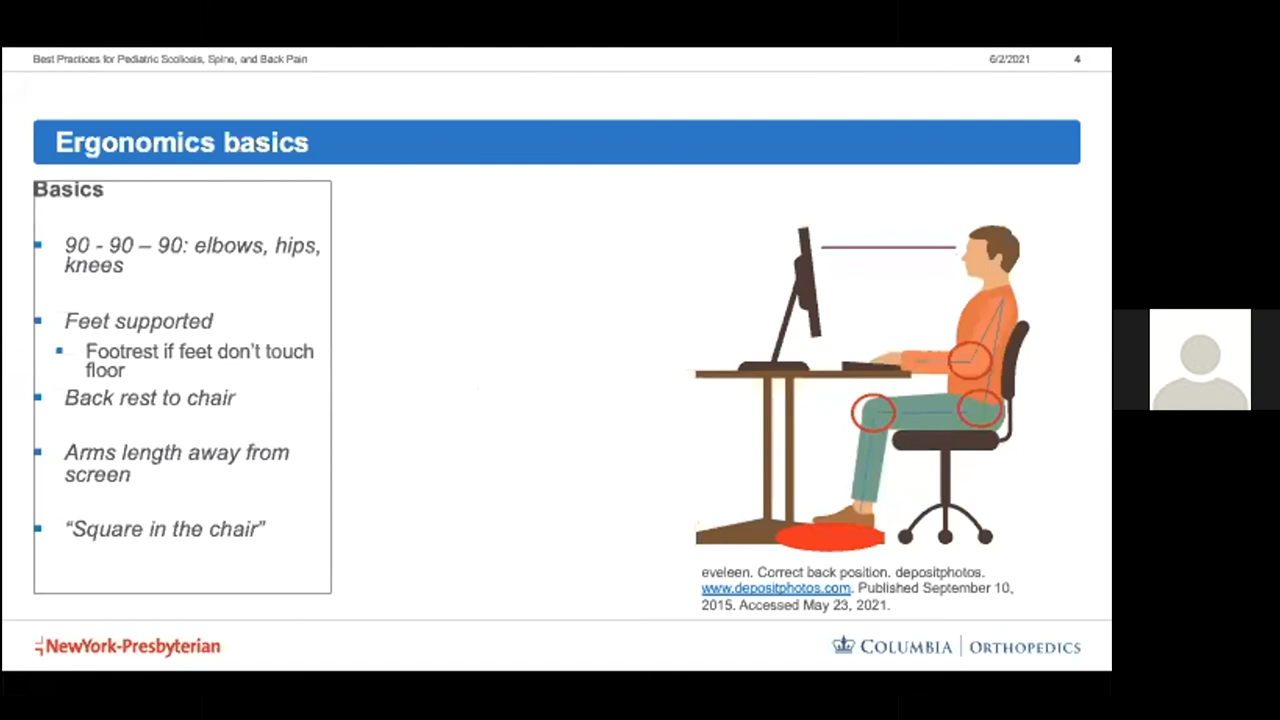 Best Practices for Pediatric Scoliosis, Spine, and Back Pain
6/2/2021
4
Ergonomics basics
Basics
90 - 90 – 90: elbows, hips,
knees
Feet supported
Footrest if feet don’t touch
floor
Back rest to chair
Arms length away from
screen
“Square in the chair”
eveleen. Correct back position. depositphotos.
www.depositphotos.com. Published September 10,
2015. Accessed May 23, 2021.
NewYork-Presbyterian
COLUMBIA | ORTHOPEDICS